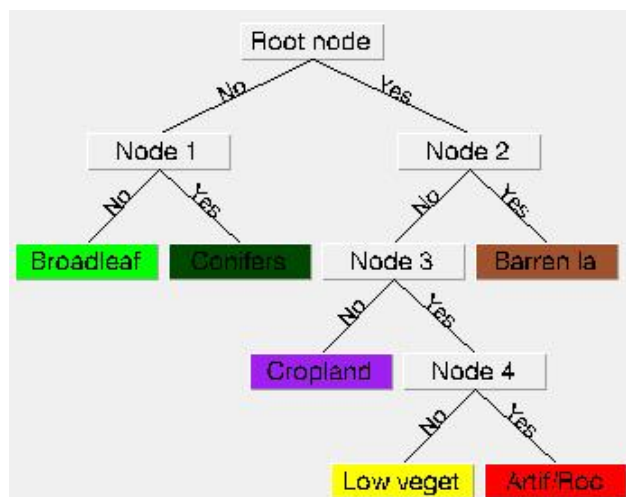 Root node
No
Yes
Node 1
Node 2
No
Yes
No
Yes
Broadleaf
Conifers
Node 3
Barren la
No
Yes
Cropland
Node 4
No
Yes
Low veget
Artif/Roc